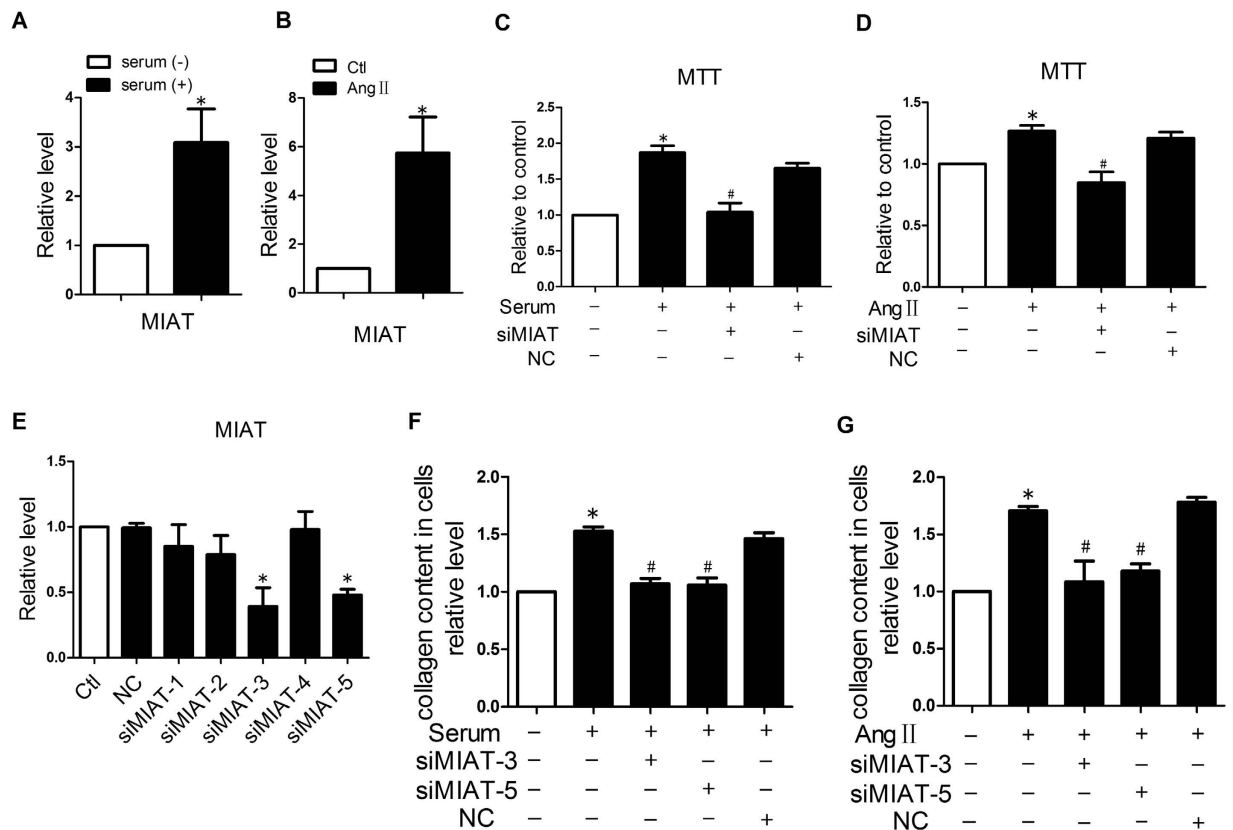 A
serum (-)
serum (+)
Relative level
4
3
2
1
0
*
MIAT
B
Ctl
Ang Ⅱ
Relative level
8
6
4
2
0
*
MIAT
C
MTT
Relative to control
2.5
2.0
1.5
1.0
0.5
0.0
*
#
Serum – + + +
siMIAT – – + –
NC – – – +
D
MTT
Relative to control
1.5
1.0
0.5
0.0
*
#
Ang Ⅱ – + + +
siMIAT – – + –
NC – – – +
E
MIAT
Relative level
1.5
1.0
0.5
0.0
*
*
Ctl
NC
siMIAT-1
siMIAT-2
siMIAT-3
siMIAT-4
siMIAT-5
F
collagen content in cells
relative level
2.0
1.5
1.0
0.5
0.0
*
#
#
Serum – + + + +
siMIAT-3 – – + – –
siMIAT-5 – – – + –
NC – – – – +
G
collagen content in cells
relative level
2.0
1.5
1.0
0.5
0.0
*
#
#
Ang Ⅱ – + + + +
siMIAT-3 – – + – –
siMIAT-5 – – – + –
NC – – – – +